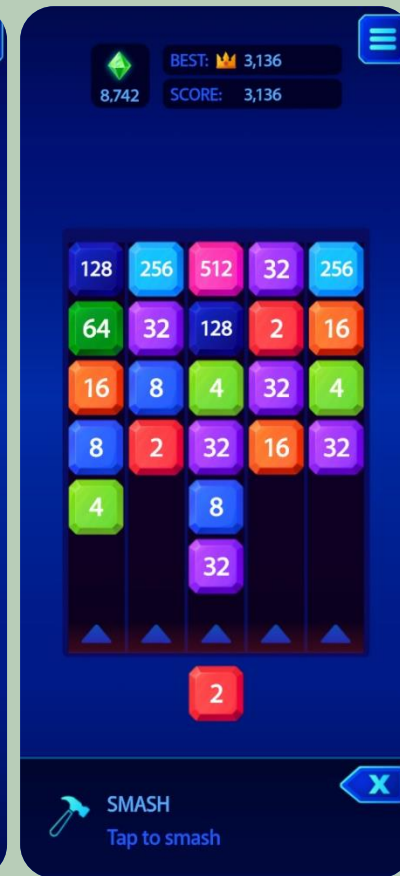 BEST: 3,136
8,742 SCORE: 3,136
128 256 512 32 256
64 32 128 2 16
16 8 4 32 4
8 2 32 16 32
4 8
32
2
X
SMASH
Tap to smash